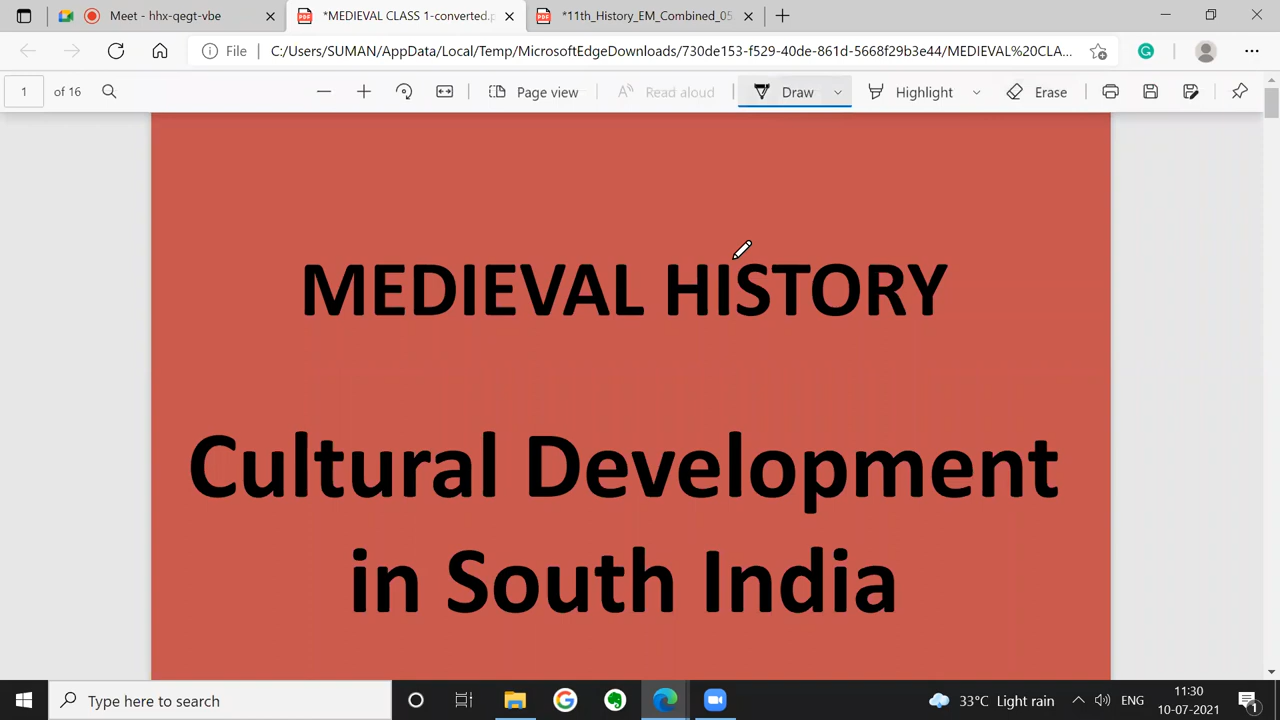 Meet - hhx-qegt-vbe
*MEDIEVAL CLASS 1-converted.p
*11th_History_EM_Combined_05.
File
C:/Users/SUMAN/AppData/Local/Temp/MicrosoftEdgeDownloads/730de153-f529-40de-861d-5668f29b3e44/MEDIEVAL%20CLA...
1 of 16
Page view
Read aloud
Draw
Highlight
Erase
MEDIEVAL HISTORY
Cultural Development
in South India
Type here to search
33°C Light rain
ENG
11:30
10-07-2021
1